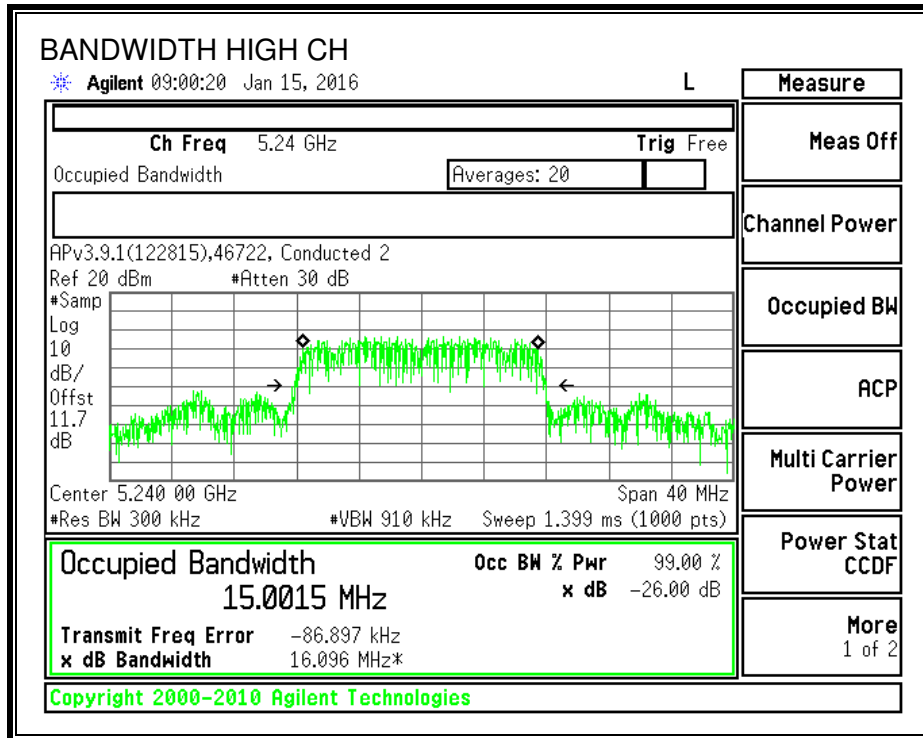 BANDWIDTH HIGH CH
Agilent 09:00:20 Jan 15, 2016 L
Measure
Ch Freq 5.24 GHz Trig Free
Occupied Bandwidth Averages: 20
APv3.9.1(122815),46722, Conducted 2
Ref 20 dBm #Atten 30 dB
#Samp
Log
10
dB/
Offst
11.7
dB
Center 5.240 00 GHz Span 40 MHz
#Res BW 300 kHz #VBW 910 kHz Sweep 1.399 ms (1000 pts)
Occupied Bandwidth Occ BW % Pwr 99.00 %
15.0015 MHz x dB -26.00 dB
Transmit Freq Error -86.897 kHz
x dB Bandwidth 16.096 MHz*
Copyright 2000-2010 Agilent Technologies
Meas Off
Channel Power
Occupied BW
ACP
Multi Carrier
Power
Power Stat
CCDF
More
1 of 2